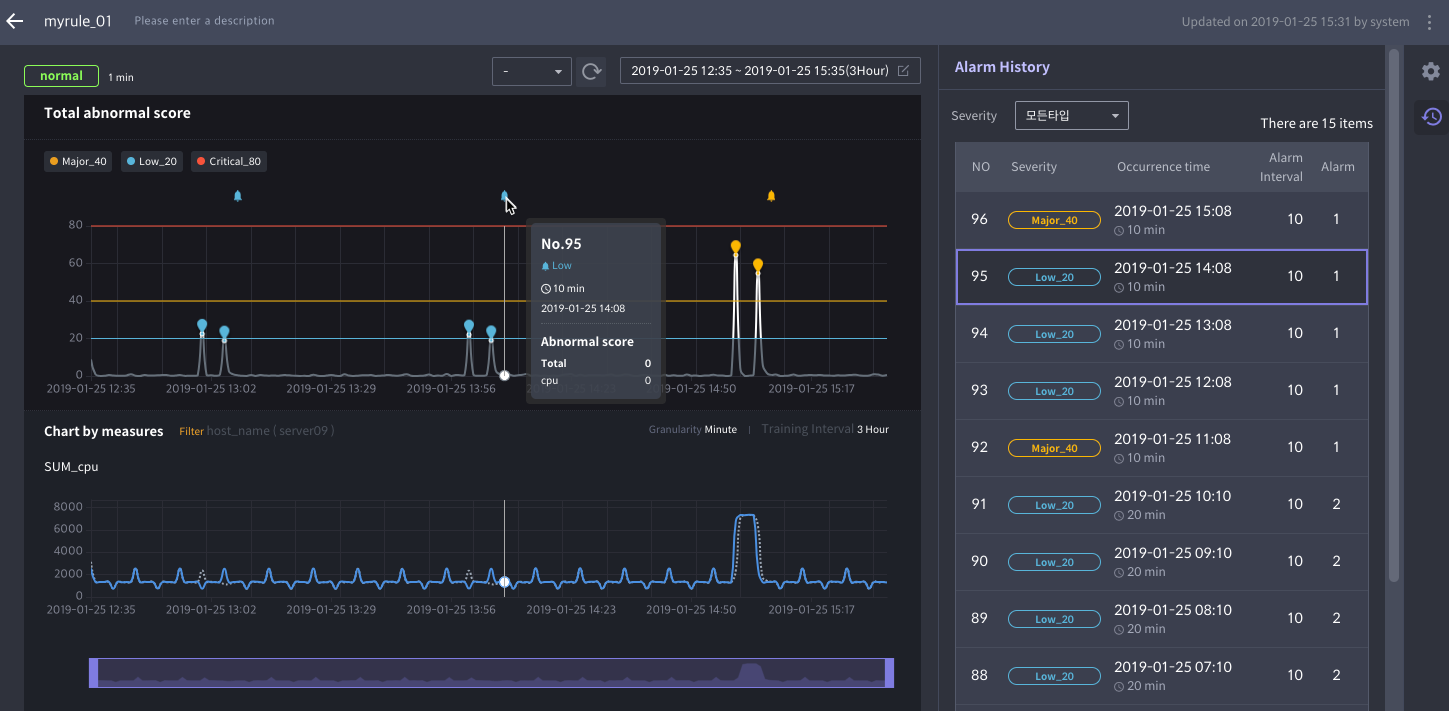 myrule_01 Please enter a description Updated on 2019-01-25 15:31 by system
normal 1 min - 2019-01-25 12:35 ~ 2019-01-25 15:35(3Hour)
Total abnormal score
Major_40 Low_20 Critical_80
80
60
40
20
0
2019-01-25 12:35 2019-01-25 13:02 2019-01-25 13:29 2019-01-25 13:56 01-25 14:50 2019-01-25 15:17
No.95
Low
10 min
2019-01-25 14:08
Abnormal score
Total 0
cpu 0
Chart by measures Filter host_name ( server09 ) Granularity Minute | Training Interval 3 Hour
SUM_cpu
8000
6000
4000
2000
0
2019-01-25 12:35 2019-01-25 13:02 2019-01-25 13:29 2019-01-25 13:56 2019-01-25 14:23 2019-01-25 14:50 2019-01-25 15:17
Alarm History
Severity 모든타입 There are 15 items
NO Severity Occurrence time Alarm Interval Alarm
96 Major_40 2019-01-25 15:08 10 1
10 min
95 Low_20 2019-01-25 14:08 10 1
10 min
94 Low_20 2019-01-25 13:08 10 1
10 min
93 Low_20 2019-01-25 12:08 10 1
10 min
92 Major_40 2019-01-25 11:08 10 1
10 min
91 Low_20 2019-01-25 10:10 10 2
20 min
90 Low_20 2019-01-25 09:10 10 2
20 min
89 Low_20 2019-01-25 08:10 10 2
20 min
88 Low_20 2019-01-25 07:10 10 2
20 min